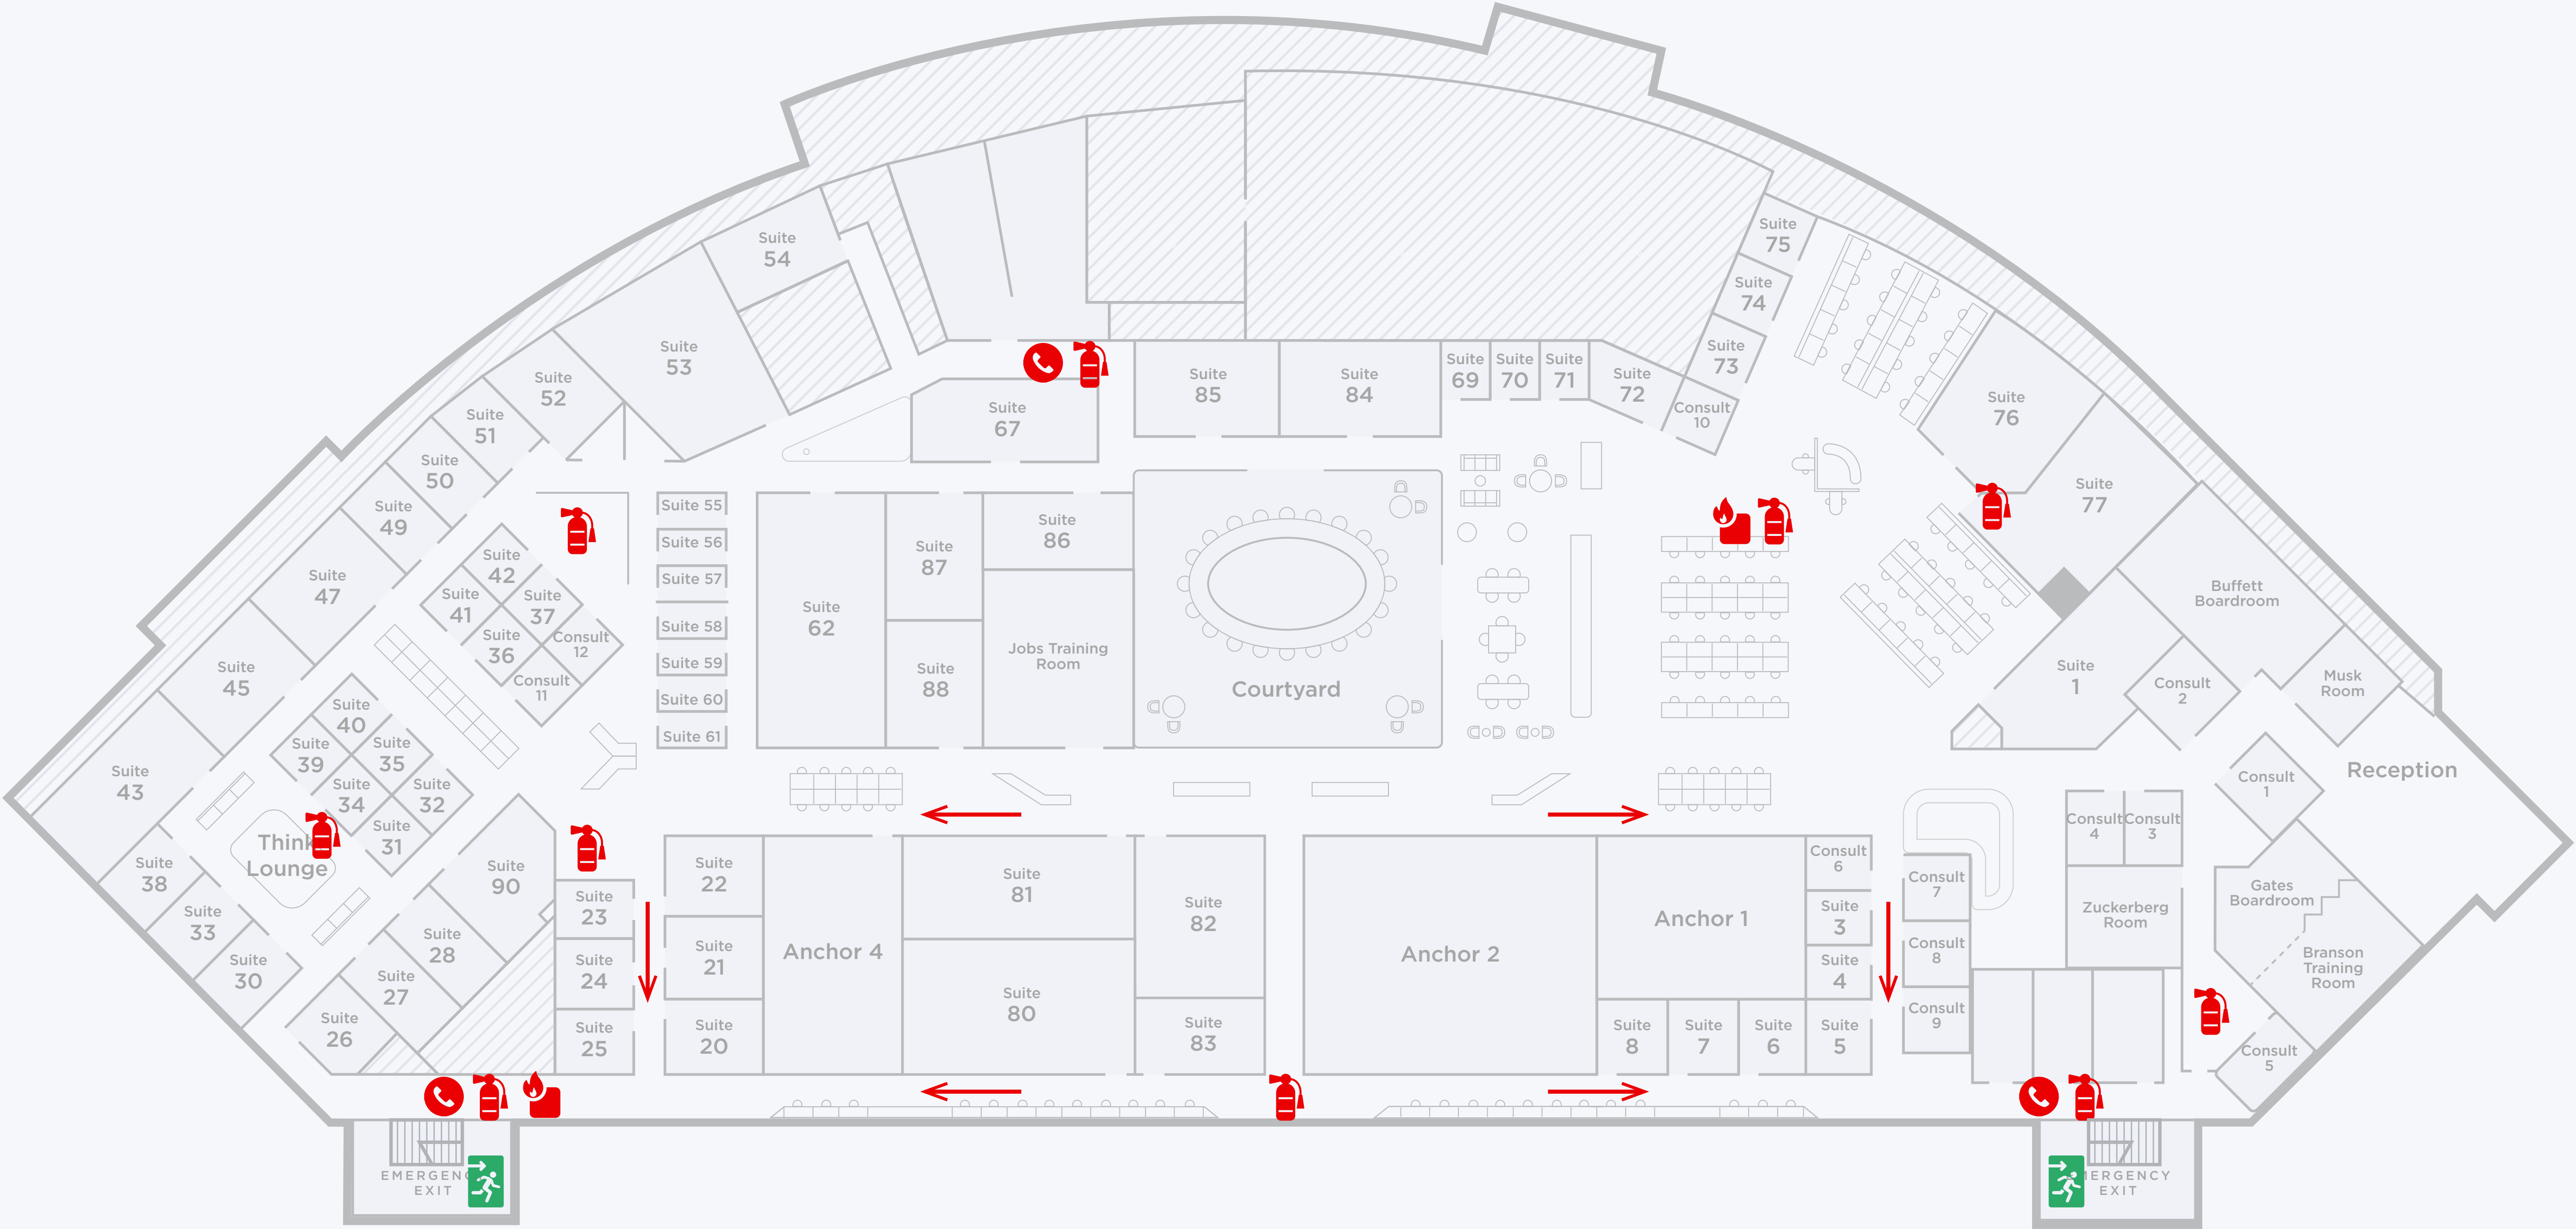 Suite
75
Suite
54
Suite
74
Suite
53
Suite
73
Suite
85
Suite
84
Suite
69
Suite
70
Suite
71
Suite
72
Consult
10
Suite
76
Suite
52
Suite
51
Suite
67
Suite
50
Suite
49
Suite
77
Suite 55
Suite 56
Suite 57
Suite 58
Suite 59
Suite 60
Suite 61
Suite
86
Suite
87
Suite
62
Suite
88
Jobs Training
Room
Courtyard
Suite
47
Suite
42
Suite
41
Suite
37
Suite
36
Consult
12
Consult
11
Buffett
Boardroom
Suite
45
Suite
1
Consult
2
Musk
Room
Suite
40
Suite
39
Suite
35
Suite
34
Suite
32
Suite
31
Suite
43
Reception
Consult
1
Think
Lounge
Consult
4
Consult
3
Suite
38
Suite
33
Suite
30
Suite
90
Suite
28
Suite
27
Suite
26
Suite
23
Suite
24
Suite
25
Suite
22
Suite
21
Suite
20
Anchor 4
Suite
81
Suite
80
Suite
82
Suite
83
Anchor 2
Anchor 1
Consult
6
Suite
3
Suite
4
Suite
5
Suite
8
Suite
7
Suite
6
Consult
7
Consult
8
Consult
9
Zuckerberg
Room
Gates
Boardroom
Branson
Training
Room
Consult
5
EMERGENC
EXIT
MERGENCY
EXIT